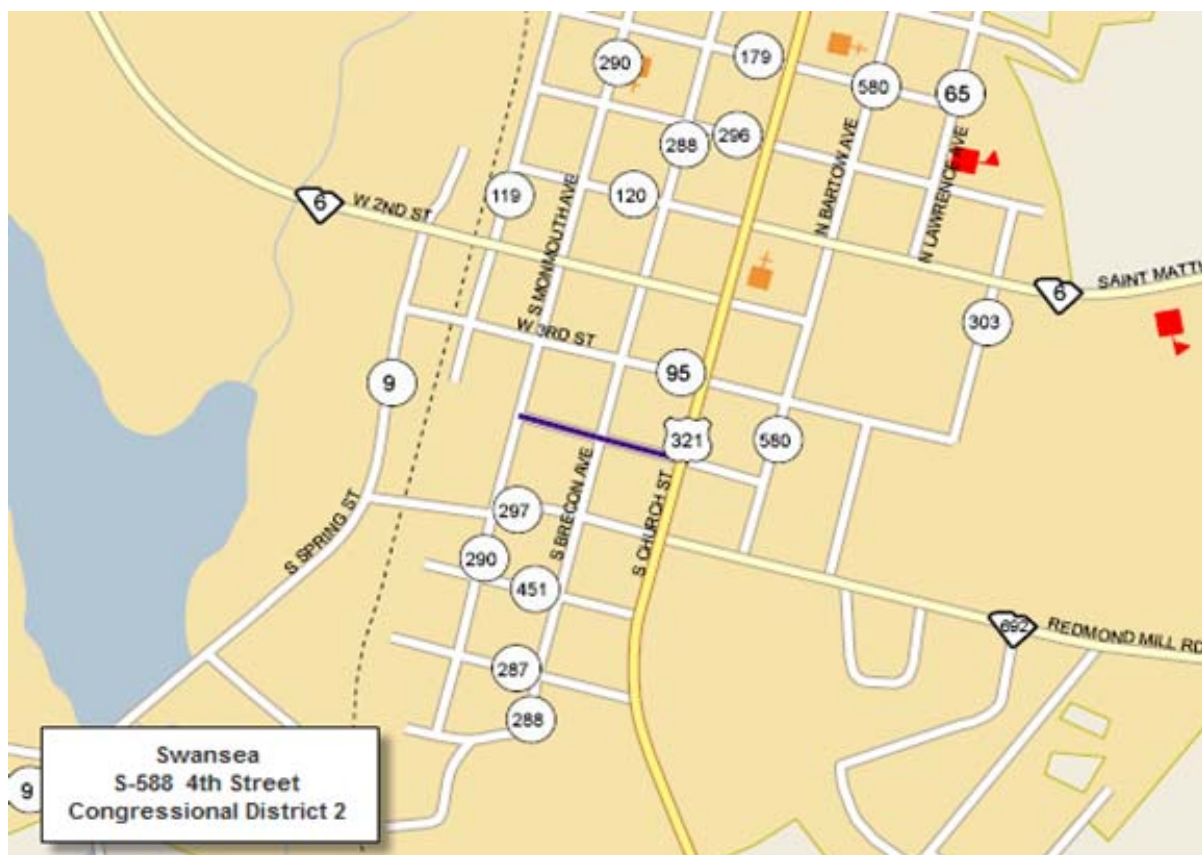 290
179
580
65
288
296
N BARTOW AVE
N LAWRENCE AVE
6
W 2ND ST
119
120
S MONMOUTH AVE
6
SAINT MATTH
303
W 3RD ST
95
9
321
580
S BRECON AVE
S CHURCH ST
297
S SPRING ST
290
451
692
REDMOND MILL RD
287
288
9
Swansea
S-588 4th Street
Congressional District 2